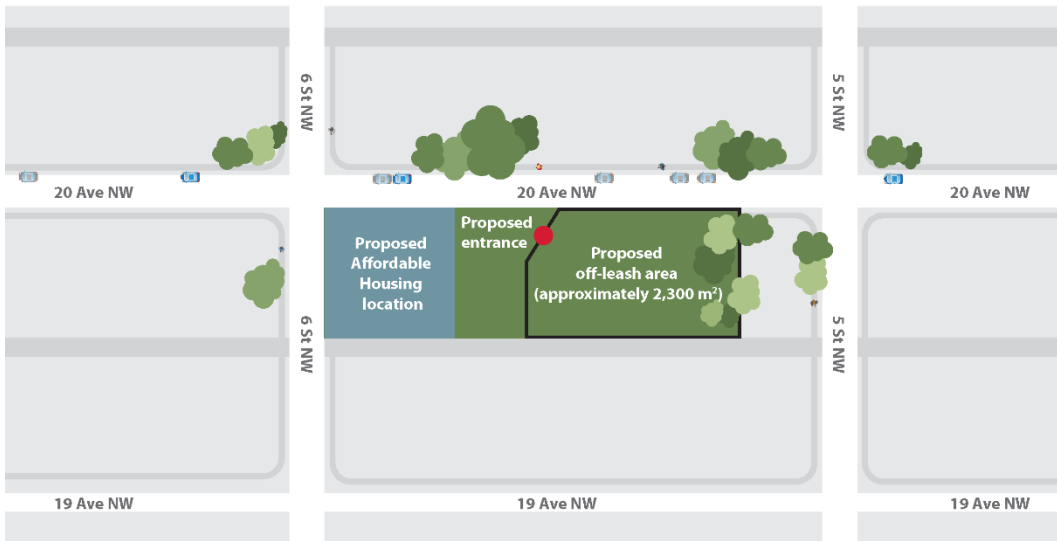 6 St NW
5 St NW
20 Ave NW
20 Ave NW
20 Ave NW
Proposed
Affordable
Housing
location
Proposed
entrance
Proposed
off-leash area
(approximately 2,300 m²)
6 St NW
5 St NW
19 Ave NW
19 Ave NW
19 Ave NW